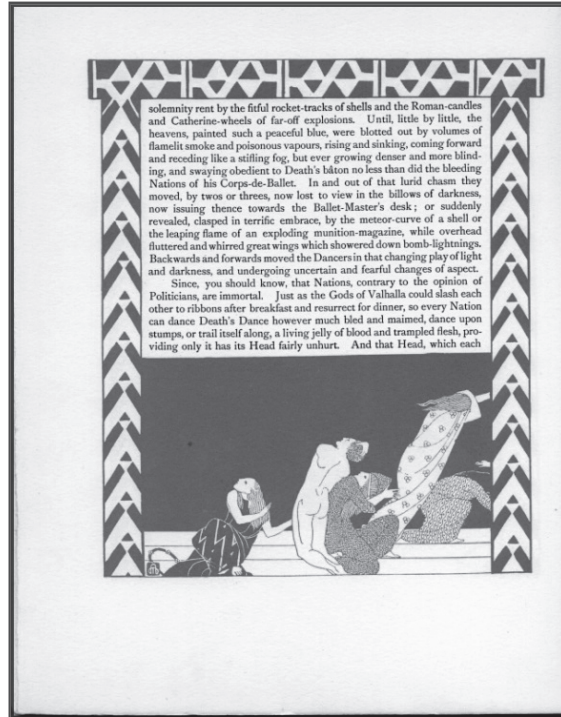 solemnity rent by the fitful rocket-tracks of shells and the Roman-candles
and Catherine-wheels of far-off explosions. Until, little by little, the
heavens, painted such a peaceful blue, were blotted out by volumes of
flamelit smoke and poisonous vapours, rising and sinking, coming forward
and receding like a stifling fog, but ever growing denser and more blind-
ing, and swaying obedient to Death's bâton no less than did the bleeding
Nations of his Corps-de-Ballet. In and out of that lurid chasm they
moved, by twos or threes, now lost to view in the billows of darkness,
now issuing thence towards the Ballet-Master's desk; or suddenly
revealed, clasped in terrific embrace, by the meteor-curve of a shell or
the leaping flame of an exploding munition-magazine, while overhead
fluttered and whirred great wings which showered down bomb-lightnings.
Backwards and forwards moved the Dancers in that changing play of light
and darkness, and undergoing uncertain and fearful changes of aspect.
Since, you should know, that Nations, contrary to the opinion of
Politicians, are immortal. Just as the Gods of Valhalla could slash each
other to ribbons after breakfast and resurrect for dinner, so every Nation
can dance Death's Dance however much bled and maimed, dance upon
stumps, or trail itself along, a living jelly of blood and trampled flesh, pro-
viding only it has its Head fairly unhurt. And that Head, which each